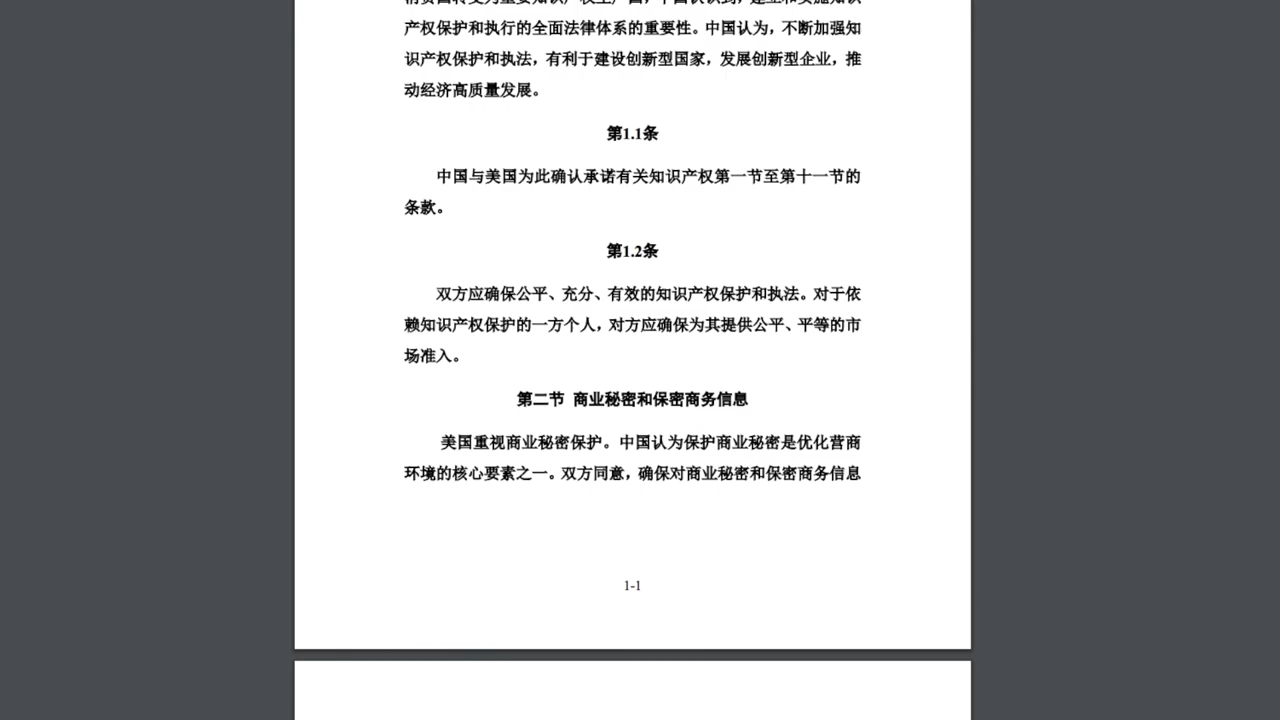 产权保护和执行的全面法律体系的重要性。中国认为，不断加强知
识产权保护和执法，有利于建设创新型国家，发展创新型企业，推
动经济高质量发展。
第1.1条
中国与美国为此确认承诺有关知识产权第一节至第十一节的
条款。
第1.2条
双方应确保公平、充分、有效的知识产权保护和执法。对于依
赖知识产权保护的一方个人，对方应确保为其提供公平、平等的市
场准入。
第二节 商业秘密和保密商务信息
美国重视商业秘密保护。中国认为保护商业秘密是优化营商
环境的核心要素之一。双方同意，确保对商业秘密和保密商务信息
1-1